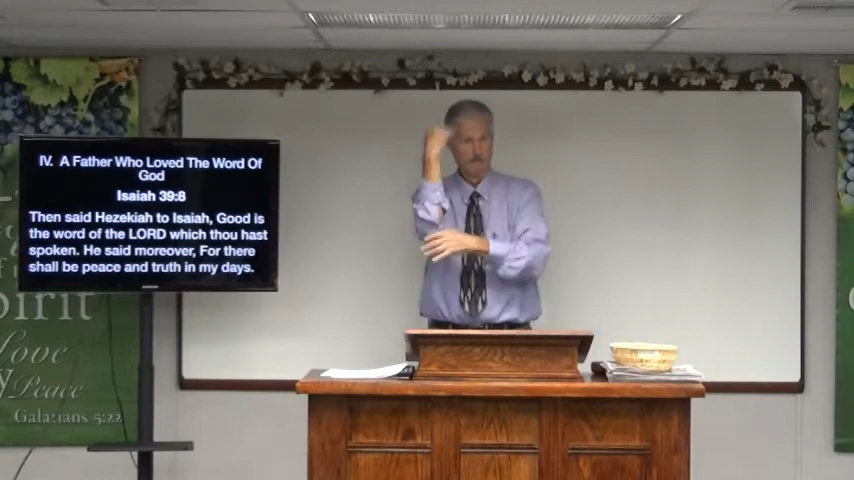 IV. A Father Who Loved The Word Of
God
Isaiah 39:8
Then said Hezekiah to Isaiah, Good is
the word of the LORD which thou hast
spoken. He said moreover, For there
shall be peace and truth in my days.
Spirit
Love
Peace
Galatians 5:22